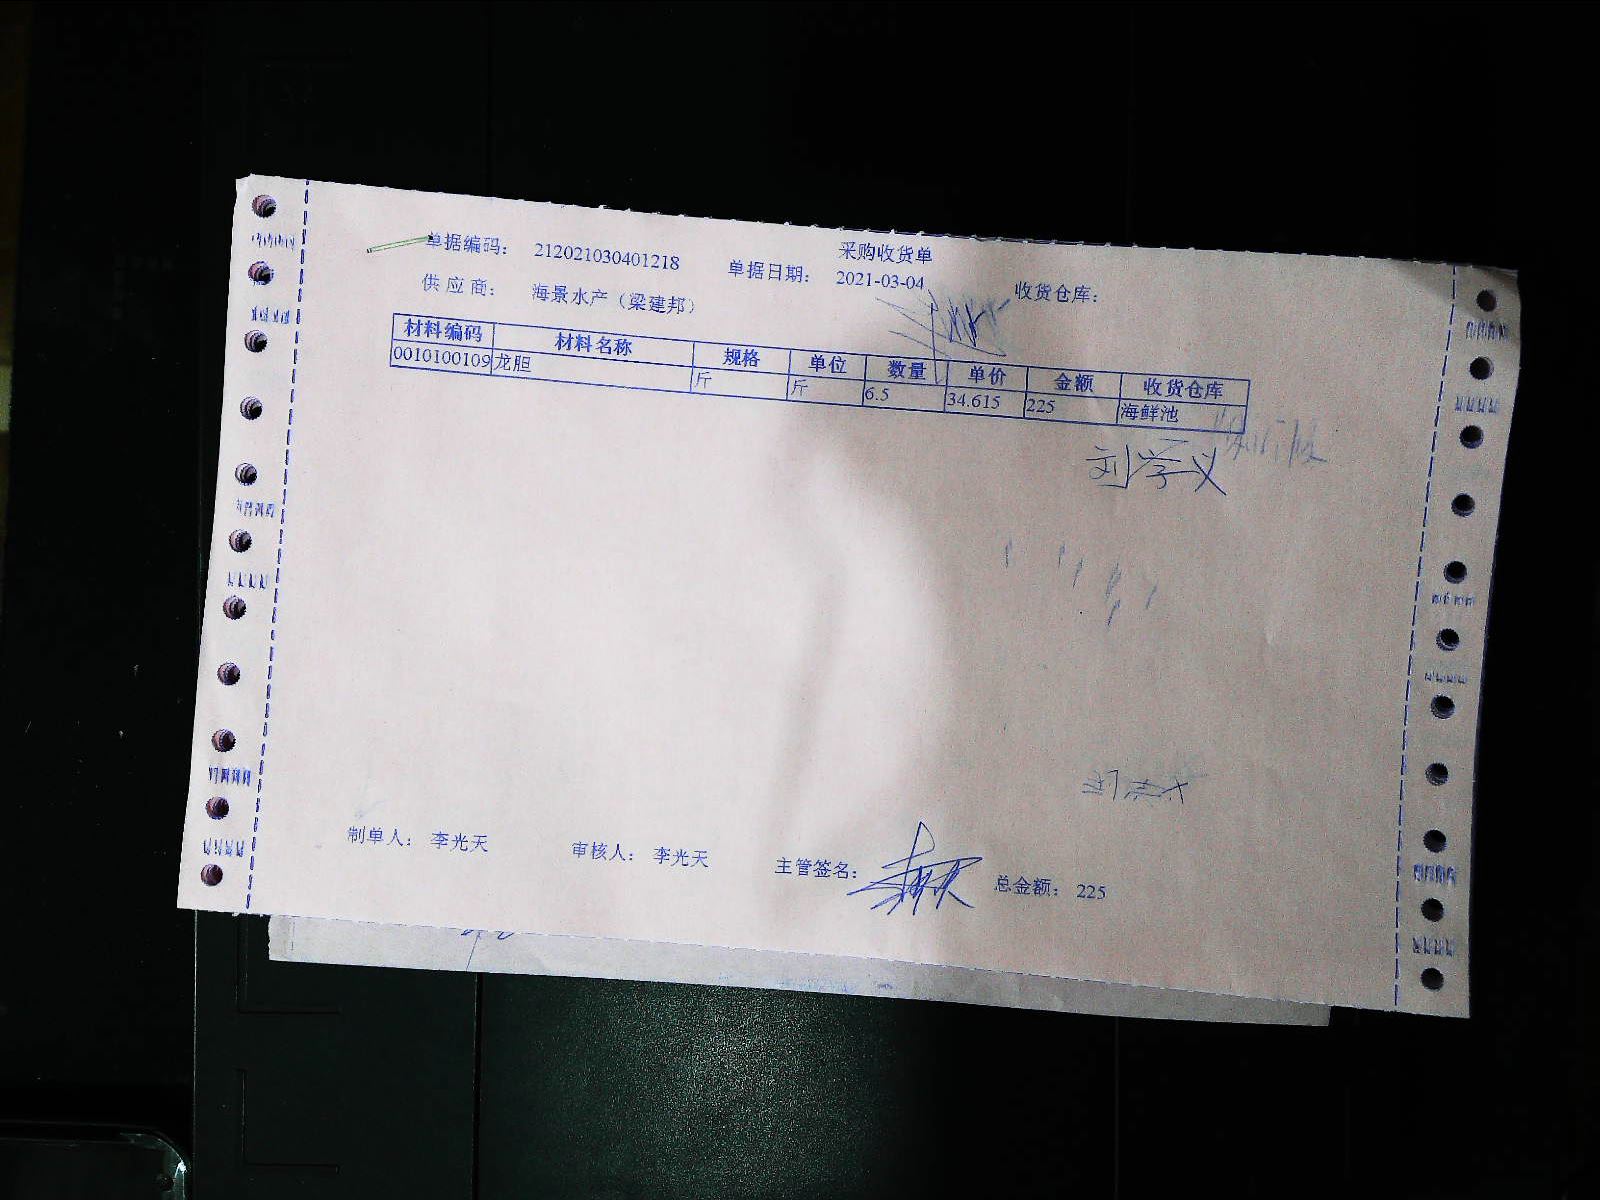 采购收货单
单据编码： 212021030401218 单据日期： 2021-03-04 收货仓库：
供应商： 海景水产（梁建邦）
材料编码 材料名称 规格 单位 数量 单价 金额 收货仓库
0010100109 龙胆 斤 斤 6.5 34.615 225 海鲜池
刘学义
制单人： 李光天 审核人： 李光天 主管签名： 总金额： 225